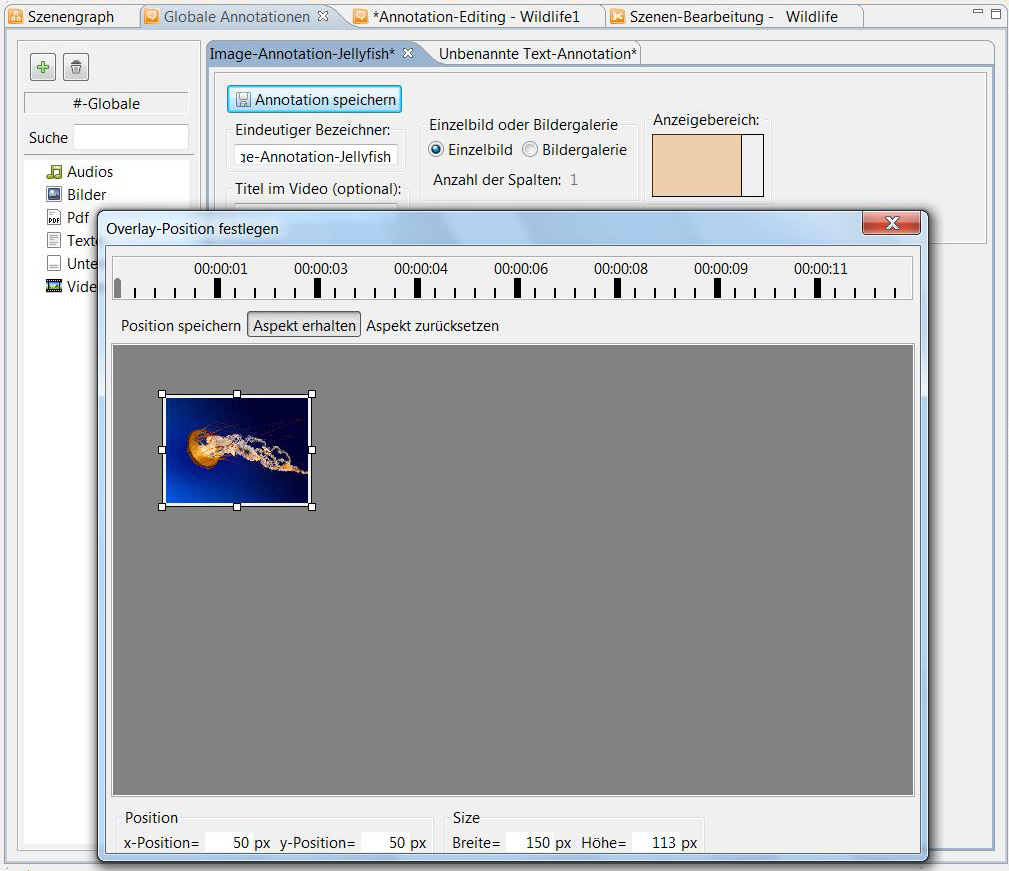 Szenengraph Globale Annotationen *Annotation-Editing - Wildlife1 Szenen-Bearbeitung - Wildlife
Image-Annotation-Jellyfish* Unbenannte Text-Annotation*
#-Globale
Suche
Audios
Bilder
Pdf
Texte
Unte
Vide
Annotation speichern
Eindeutiger Bezeichner:
ge-Annotation-Jellyfish
Titel im Video (optional):
Einzelbild oder Bildergalerie
Einzelbild Bildergalerie
Anzahl der Spalten: 1
Anzeigebereich:
Overlay-Position festlegen
00:00:01 00:00:03 00:00:04 00:00:06 00:00:08 00:00:09 00:00:11
Position speichern Aspekt erhalten Aspekt zurücksetzen
Position
x-Position= 50 px y-Position= 50 px
Size
Breite= 150 px Höhe= 113 px